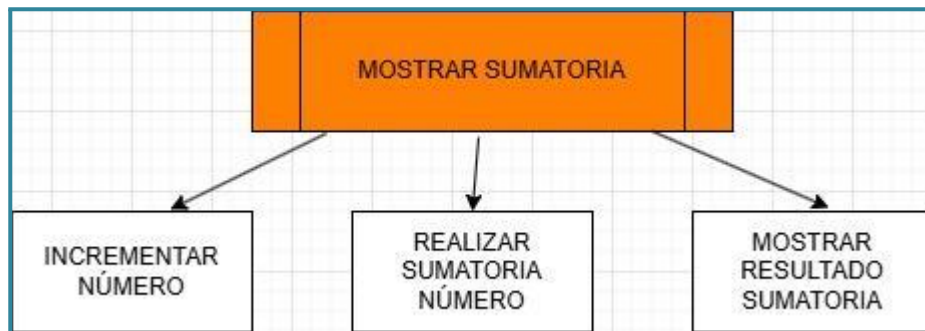 MOSTRAR SUMATORIA
INCREMENTAR
NÚMERO
REALIZAR
SUMATORIA
NÚMERO
MOSTRAR
RESULTADO
SUMATORIA